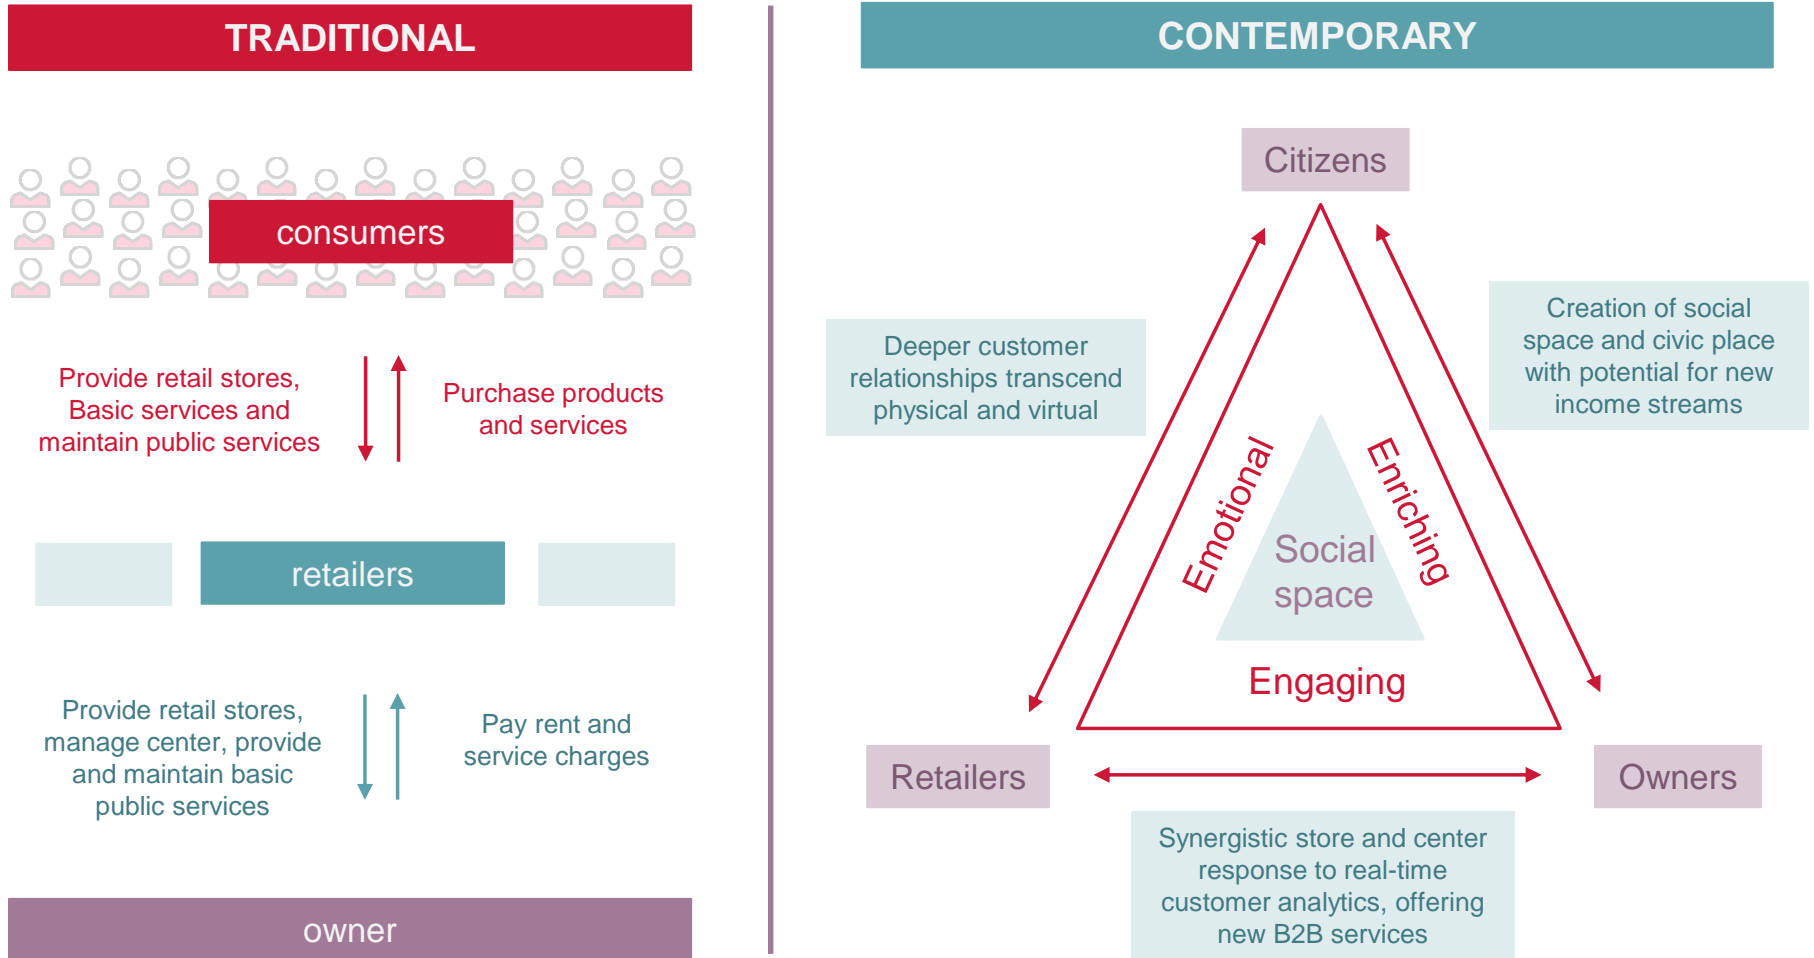 TRADITIONAL
consumers
Provide retail stores,
Basic services and
maintain public services
Purchase products
and services
retailers
Provide retail stores,
manage center, provide
and maintain basic
public services
Pay rent and
service charges
owner
CONTEMPORARY
Citizens
Deeper customer
relationships transcend
physical and virtual
Creation of social
space and civic place
with potential for new
income streams
Emotional
Enriching
Social
space
Engaging
Retailers
Owners
Synergistic store and center
response to real-time
customer analytics, offering
new B2B services